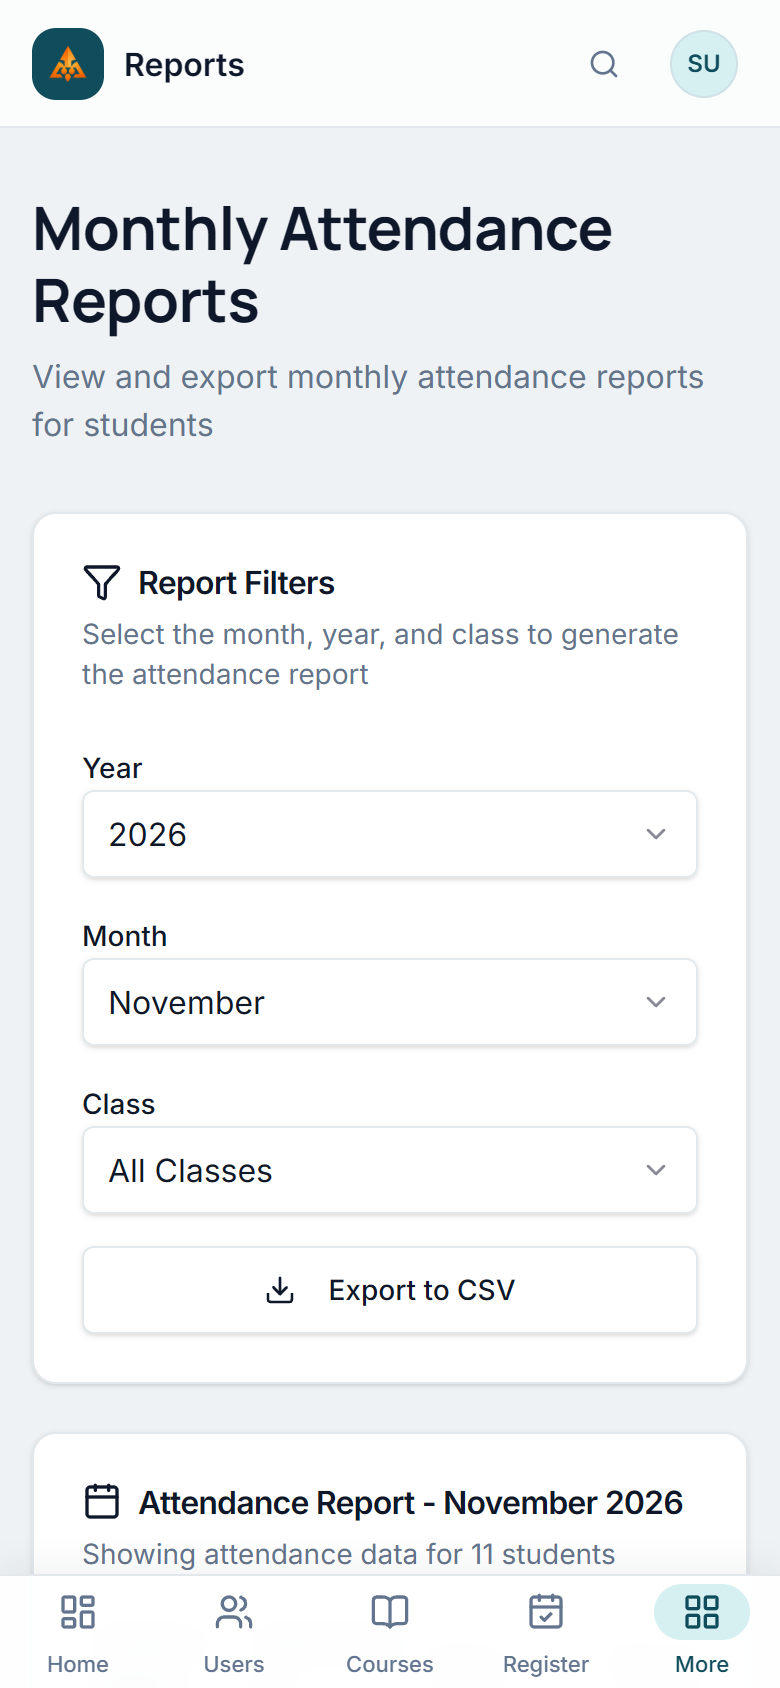 Reports
SU
Monthly Attendance
Reports
View and export monthly attendance reports
for students
Report Filters
Select the month, year, and class to generate
the attendance report
Year
2026
Month
November
Class
All Classes
Export to CSV
Attendance Report - November 2026
Showing attendance data for 11 students
Home
Users
Courses
Register
More